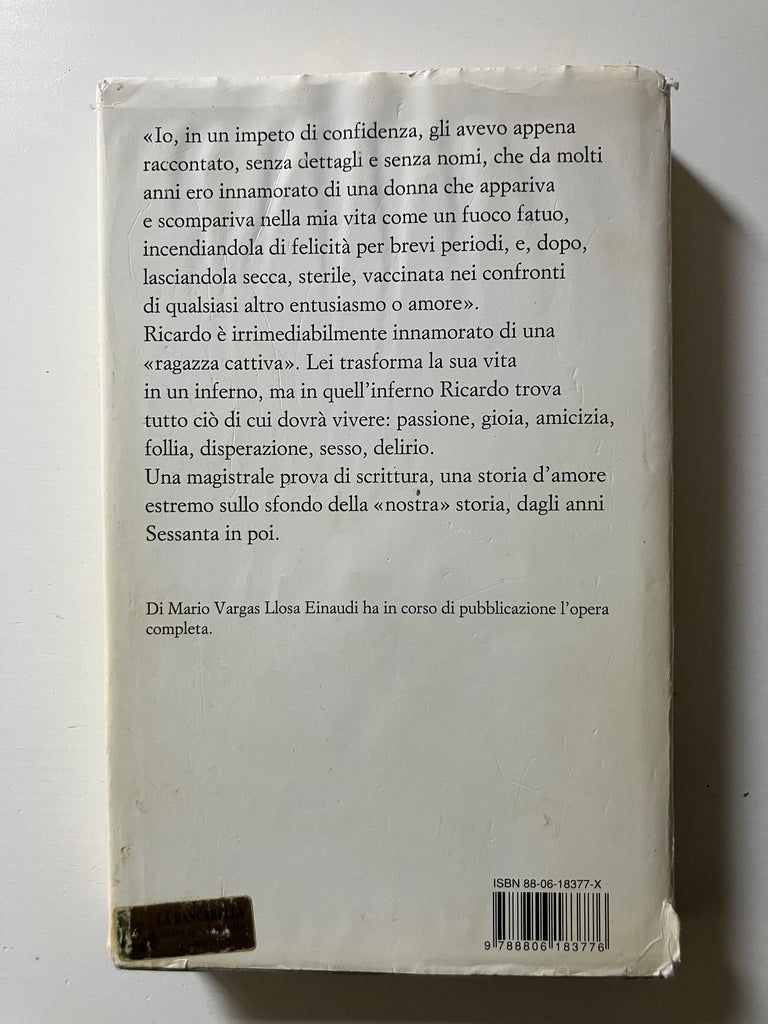 «Io, in un impeto di confidenza, gli avevo appena
raccontato, senza dettagli e senza nomi, che da molti
anni ero innamorato di una donna che appariva
e scompariva nella mia vita come un fuoco fatuo,
incendiandola di felicità per brevi periodi, e, dopo,
lasciandola secca, sterile, vaccinata nei confronti
di qualsiasi altro entusiasmo o amore».
Ricardo è irrimediabilmente innamorato di una
«ragazza cattiva». Lei trasforma la sua vita
in un inferno, ma in quell'inferno Ricardo trova
tutto ciò di cui dovrà vivere: passione, gioia, amicizia,
follia, disperazione, sesso, delirio.
Una magistrale prova di scrittura, una storia d'amore
estremo sullo sfondo della «nostra» storia, dagli anni
Sessanta in poi.
Di Mario Vargas Llosa Einaudi ha in corso di pubblicazione l'opera
completa.
ISBN 88-06-18377-X
9 788806 183776
LA BANCARELLA